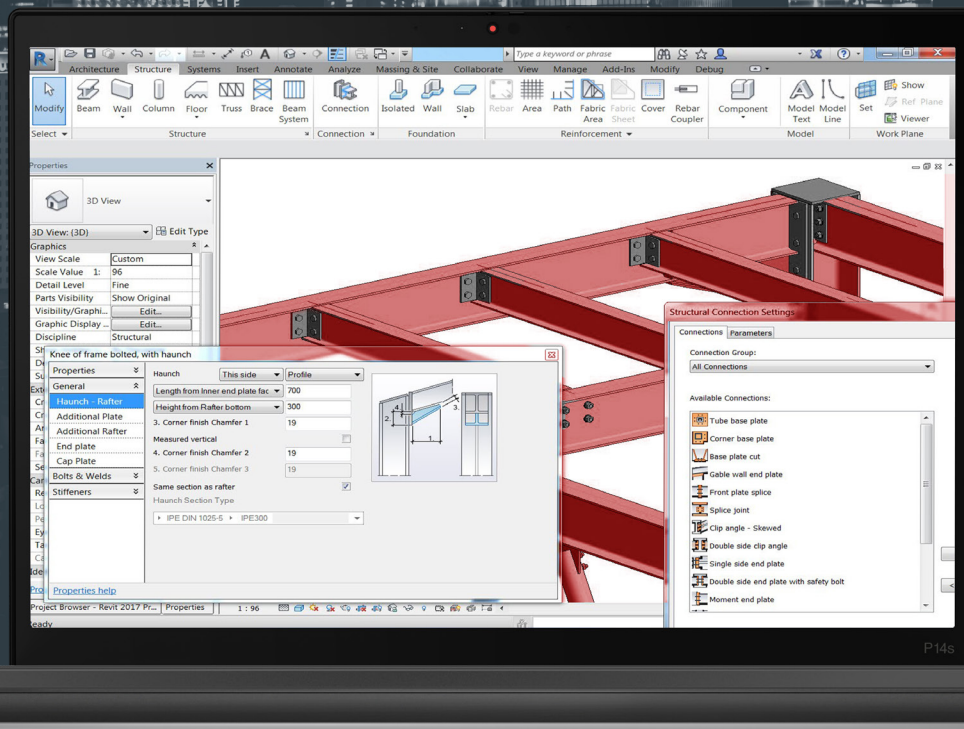 Type a keyword or phrase
Architecture Structure Systems Insert Annotate Analyze Massing & Site Collaborate View Manage Add-Ins Modify Debug
Modify Beam Wall Column Floor Truss Brace Beam System Connection Isolated Wall Slab Rebar Area Path Fabric Area Fabric Sheet Cover Rebar Coupler Component Model Text Model Line Set Show Ref Plane Viewer
Select Structure Connection Foundation Reinforcement Model Work Plane
Properties
3D View
3D View: {3D} Edit Type
Graphics
View Scale Custom
Scale Value 1: 96
Detail Level Fine
Parts Visibility Show Original
Visibility/Graphi... Edit...
Graphic Display ... Edit...
Discipline Structural
Knee of frame bolted, with haunch
Properties
General
Haunch - Rafter
Additional Plate
Additional Rafter
End plate
Cap Plate
Bolts & Welds
Stiffeners
Properties help
Haunch This side Profile
Length from Inner end plate fac 700
Height from Rafter bottom 300
3. Corner finish Chamfer 1 19
Measured vertical
4. Corner finish Chamfer 2 19
5. Corner finish Chamfer 3 19
Same section as rafter
Haunch Section Type
IPE DIN 1025-5 IPE300
4.
3.
2.
1.
Structural Connection Settings
Connections Parameters
Connection Group:
All Connections
Available Connections:
Tube base plate
Corner base plate
Base plate cut
Gable wall end plate
Front plate splice
Splice joint
Clip angle - Skewed
Double side clip angle
Single side end plate
Double side end plate with safety bolt
Moment end plate
Project Browser - Revit 2017 Pr... Properties 1 : 96
P14s